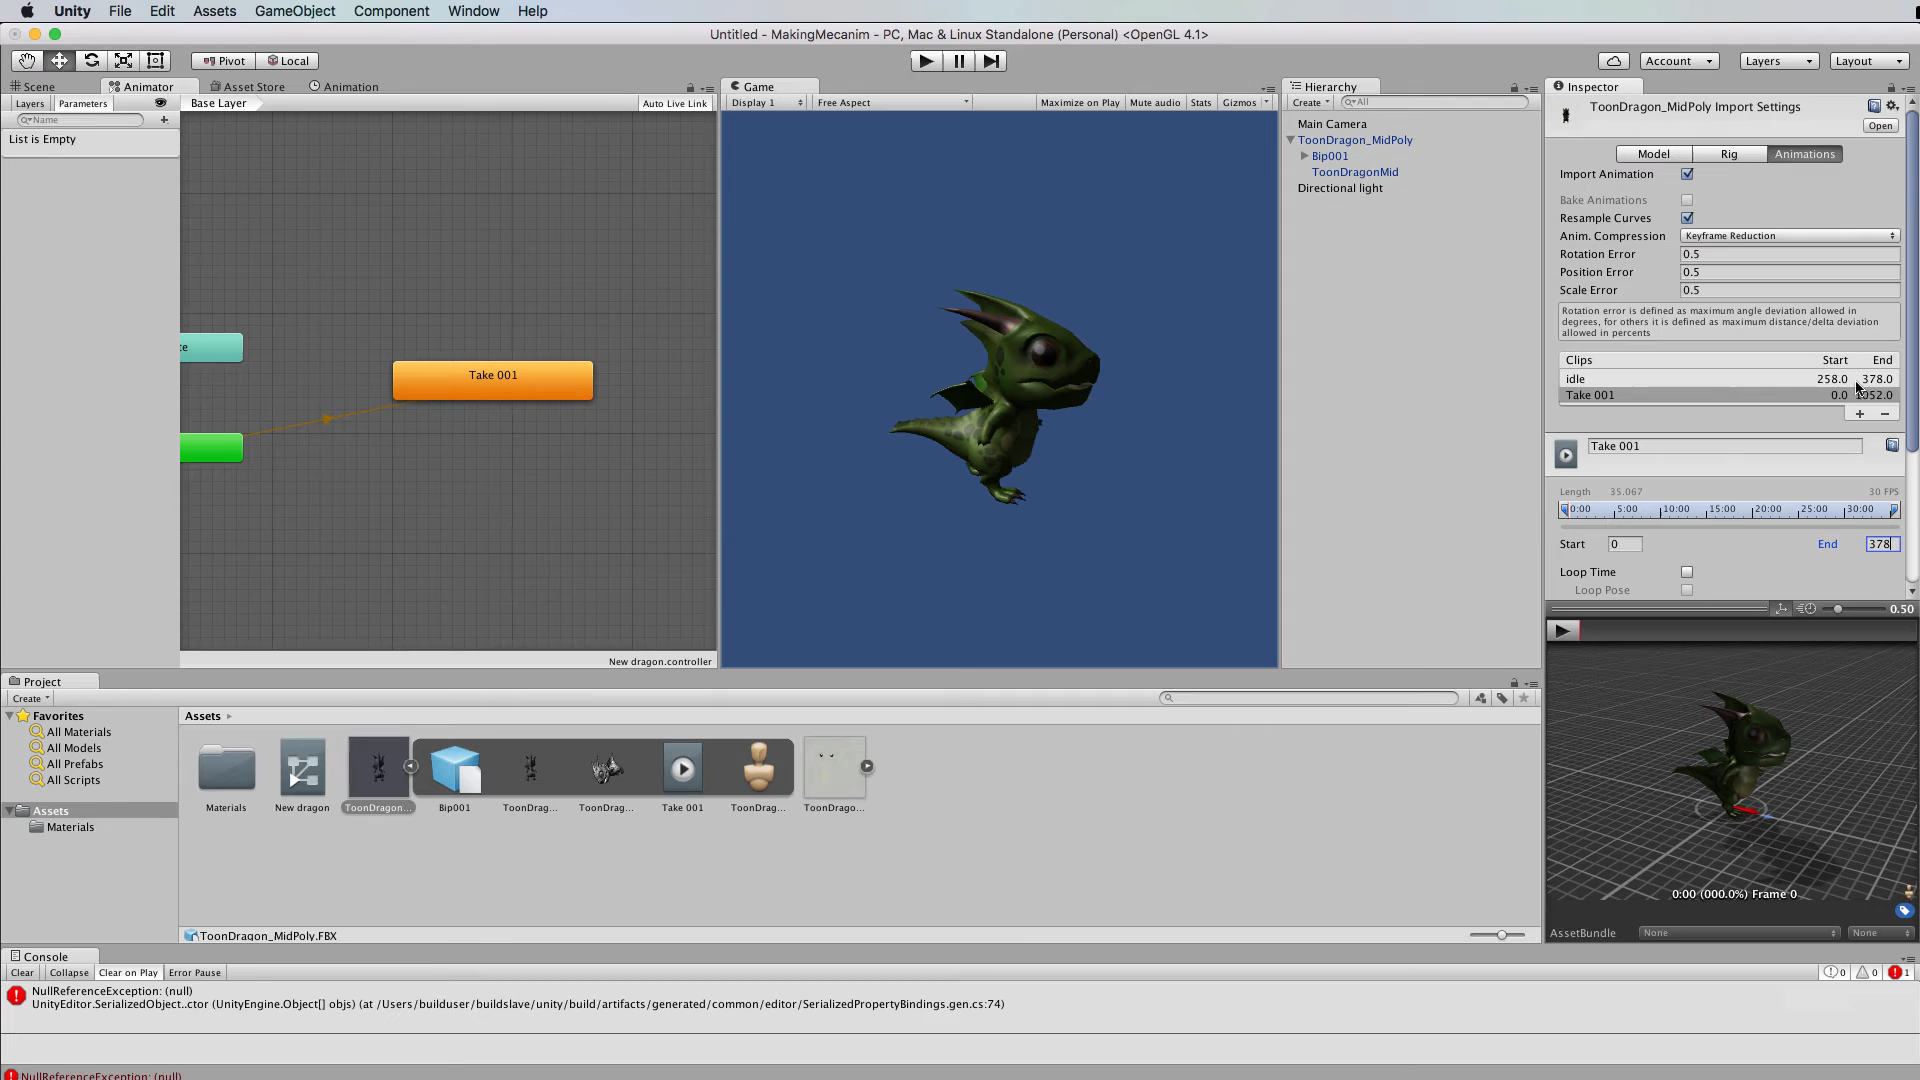 Unity File Edit Assets GameObject Component Window Help
Untitled - MakingMecanim - PC, Mac & Linux Standalone (Personal) <OpenGL 4.1>
Pivot Local Account Layers Layout
Scene Animator Asset Store Animation
Layers Parameters Base Layer Auto Live Link
Name
List is Empty
Take 001
New dragon.controller
Game
Display 1 Free Aspect Maximize on Play Mute audio Stats Gizmos
Hierarchy
Create All
Main Camera
ToonDragon_MidPoly
Bip001
ToonDragonMid
Directional light
Inspector
ToonDragon_MidPoly Import Settings
Open
Model Rig Animations
Import Animation
Bake Animations
Resample Curves
Anim. Compression Keyframe Reduction
Rotation Error 0.5
Position Error 0.5
Scale Error 0.5
Rotation error is defined as maximum angle deviation allowed in
degrees, for others it is defined as maximum distance/delta deviation
allowed in percents
Clips Start End
idle 258.0 378.0
Take 001 0.0
Take 001
Length 35.067 30 FPS
0:00 5:00 10:00 15:00 20:00 25:00 30:00
Start 0 End 378
Loop Time
Loop Pose
0.50
0:00 (000.0%) Frame 0
AssetBundle None None
Project
Create
Favorites
All Materials
All Models
All Prefabs
All Scripts
Assets
Materials
Assets
Materials New dragon ToonDragon... Bip001 ToonDrag... ToonDrag... Take 001 ToonDrag... ToonDrago...
ToonDragon_MidPoly.FBX
Console
Clear Collapse Clear on Play Error Pause 0 0 1
NullReferenceException: (null)
UnityEditor.SerializedObject..ctor (UnityEngine.Object[] objs) (at /Users/builduser/buildslave/unity/build/artifacts/generated/common/editor/SerializedPropertyBindings.gen.cs:74)
NullReferenceException: (null)